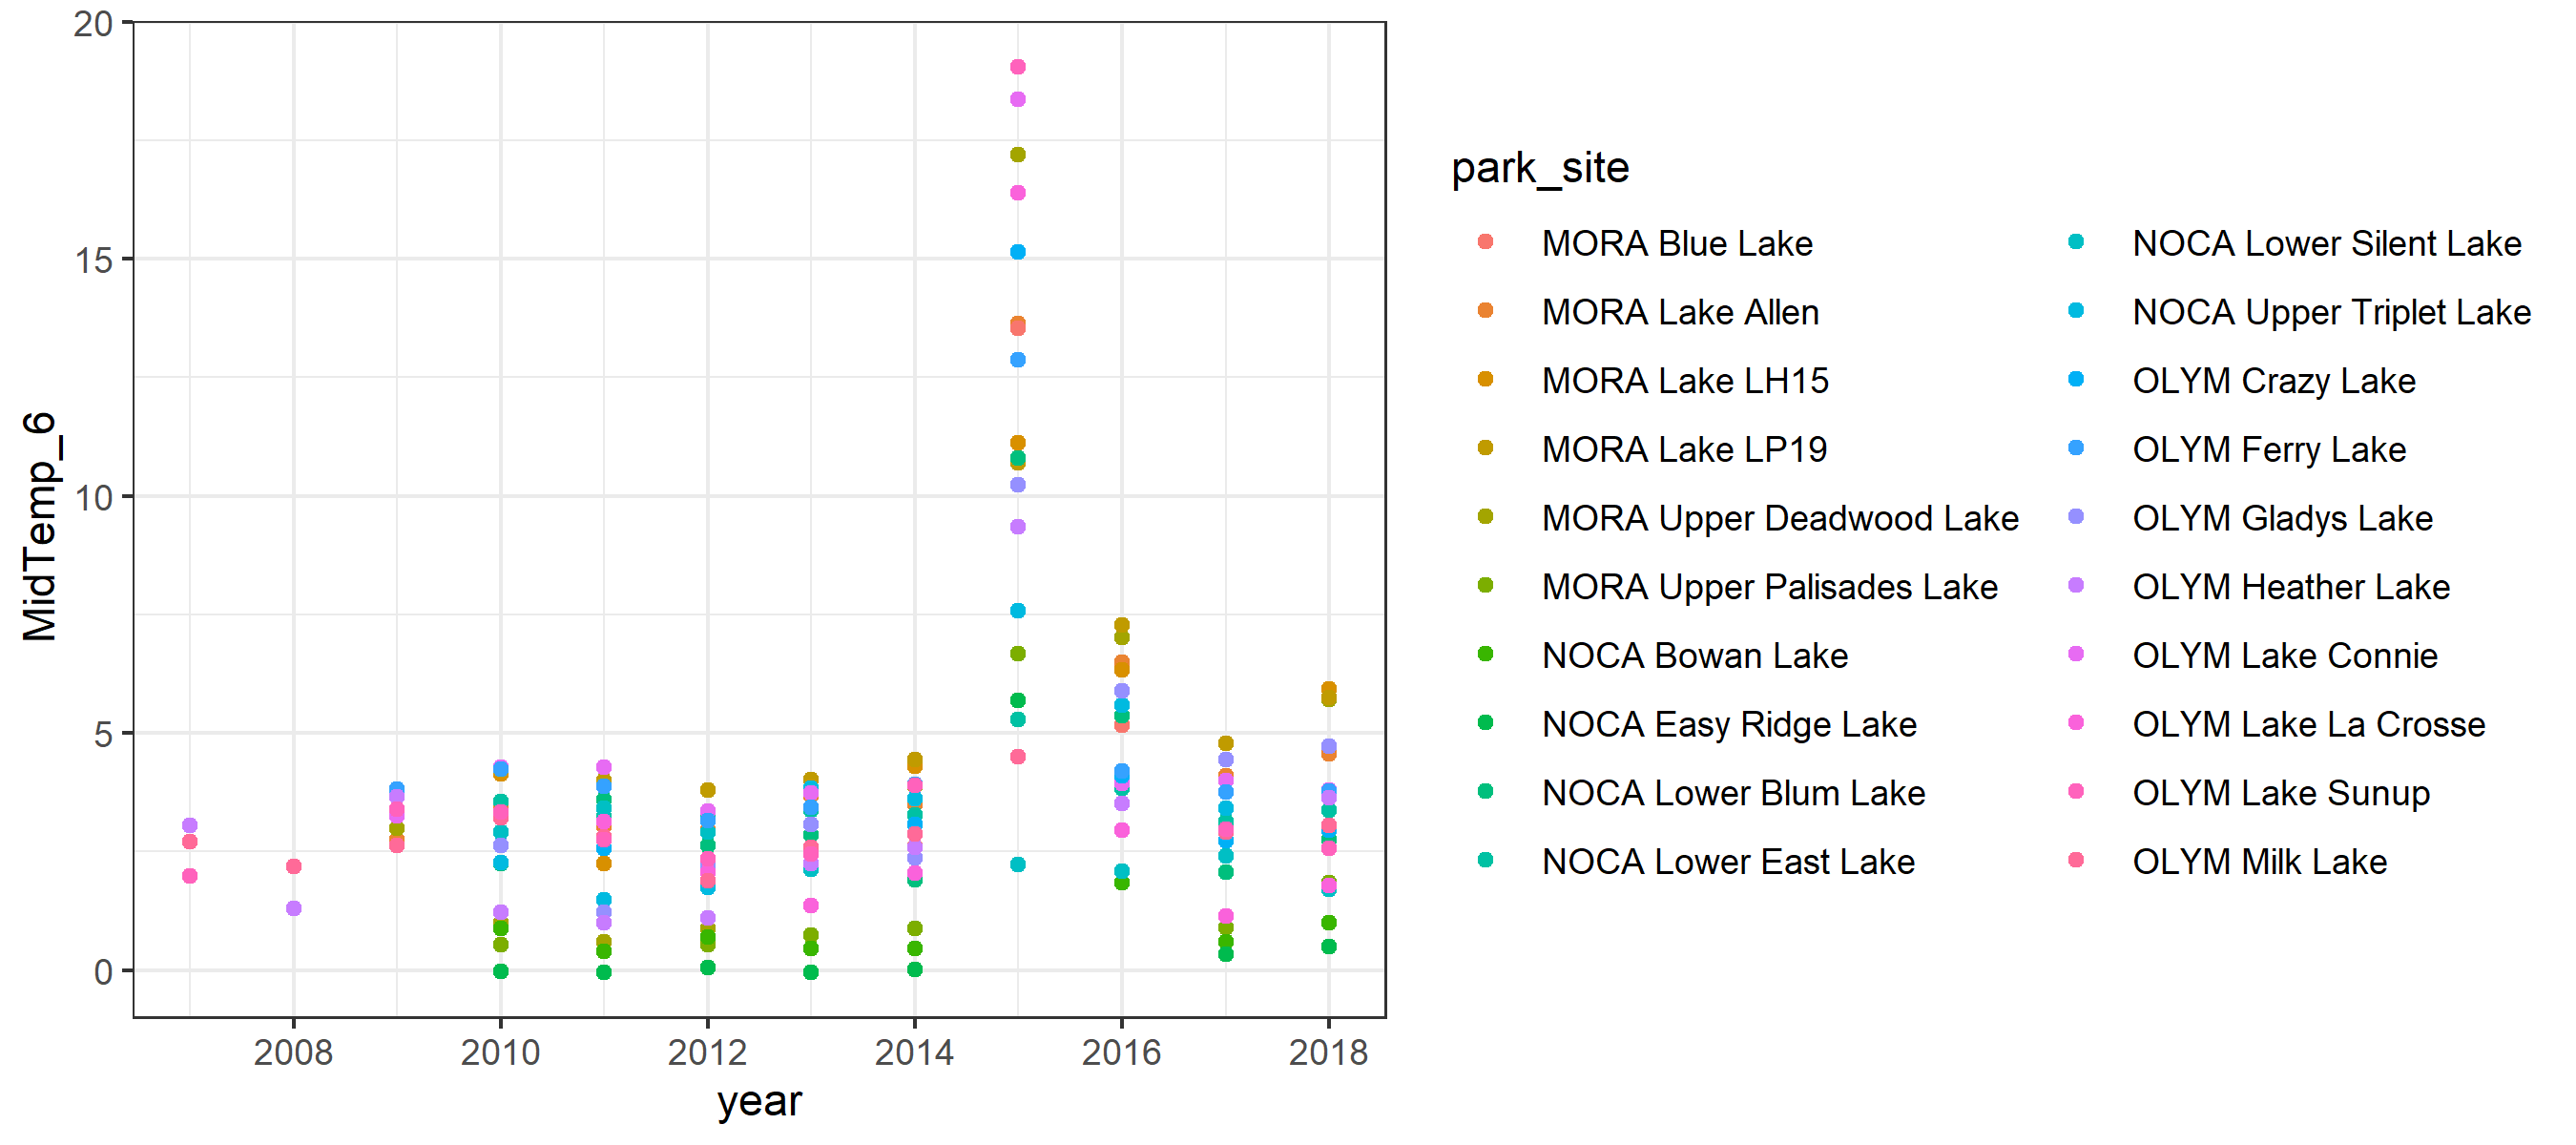 20
15
10
5
0
MidTemp_6
2008 2010 2012 2014 2016 2018
year
park_site
MORA Blue Lake
MORA Lake Allen
MORA Lake LH15
MORA Lake LP19
MORA Upper Deadwood Lake
MORA Upper Palisades Lake
NOCA Bowan Lake
NOCA Easy Ridge Lake
NOCA Lower Blum Lake
NOCA Lower East Lake
NOCA Lower Silent Lake
NOCA Upper Triplet Lake
OLYM Crazy Lake
OLYM Ferry Lake
OLYM Gladys Lake
OLYM Heather Lake
OLYM Lake Connie
OLYM Lake La Crosse
OLYM Lake Sunup
OLYM Milk Lake